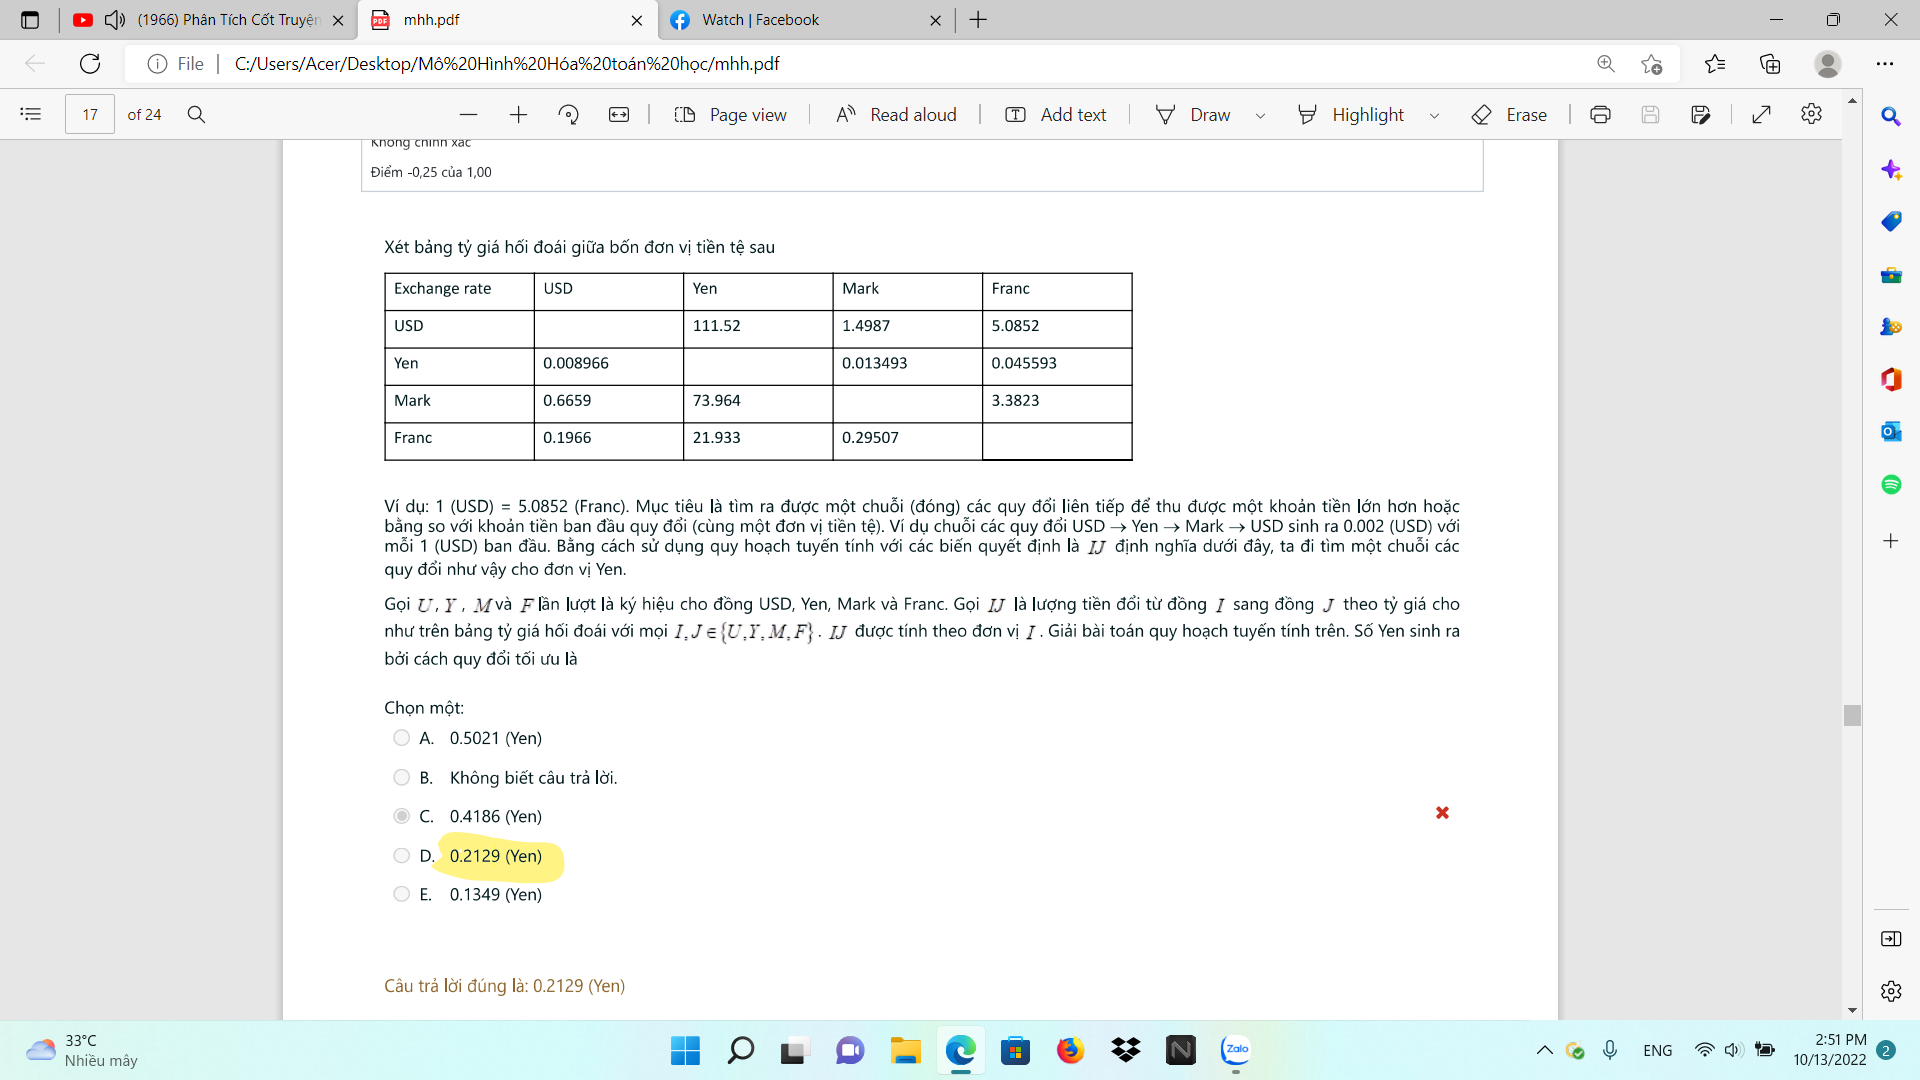 (1966) Phân Tích Cốt Truyện
mhh.pdf
Watch | Facebook
File
C:/Users/Acer/Desktop/Mô%20Hình%20Hóa%20toán%20học/mhh.pdf
17 of 24
Page view
Read aloud
Add text
Draw
Highlight
Erase
Không chính xác
Điểm -0,25 của 1,00
Xét bảng tỷ giá hối đoái giữa bốn đơn vị tiền tệ sau
Exchange rate USD Yen Mark Franc
USD 111.52 1.4987 5.0852
Yen 0.008966 0.013493 0.045593
Mark 0.6659 73.964 3.3823
Franc 0.1966 21.933 0.29507
Ví dụ: 1 (USD) = 5.0852 (Franc). Mục tiêu là tìm ra được một chuỗi (đóng) các quy đổi liên tiếp để thu được một khoản tiền lớn hơn hoặc
bằng so với khoản tiền ban đầu quy đổi (cùng một đơn vị tiền tệ). Ví dụ chuỗi các quy đổi USD → Yen → Mark → USD sinh ra 0.002 (USD) với
mỗi 1 (USD) ban đầu. Bằng cách sử dụng quy hoạch tuyến tính với các biến quyết định là IJ định nghĩa dưới đây, ta đi tìm một chuỗi các
quy đổi như vậy cho đơn vị Yen.
Gọi U, Y, M và F lần lượt là ký hiệu cho đồng USD, Yen, Mark và Franc. Gọi IJ là lượng tiền đổi từ đồng I sang đồng J theo tỷ giá cho
như trên bảng tỷ giá hối đoái với mọi I, J ∈ {U, Y, M, F}. IJ được tính theo đơn vị I. Giải bài toán quy hoạch tuyến tính trên. Số Yen sinh ra
bởi cách quy đổi tối ưu là
Chọn một:
A. 0.5021 (Yen)
B. Không biết câu trả lời.
C. 0.4186 (Yen)
D. 0.2129 (Yen)
E. 0.1349 (Yen)
Câu trả lời đúng là: 0.2129 (Yen)
33°C
Nhiều mây
Zalo
ENG
2:51 PM
10/13/2022
2